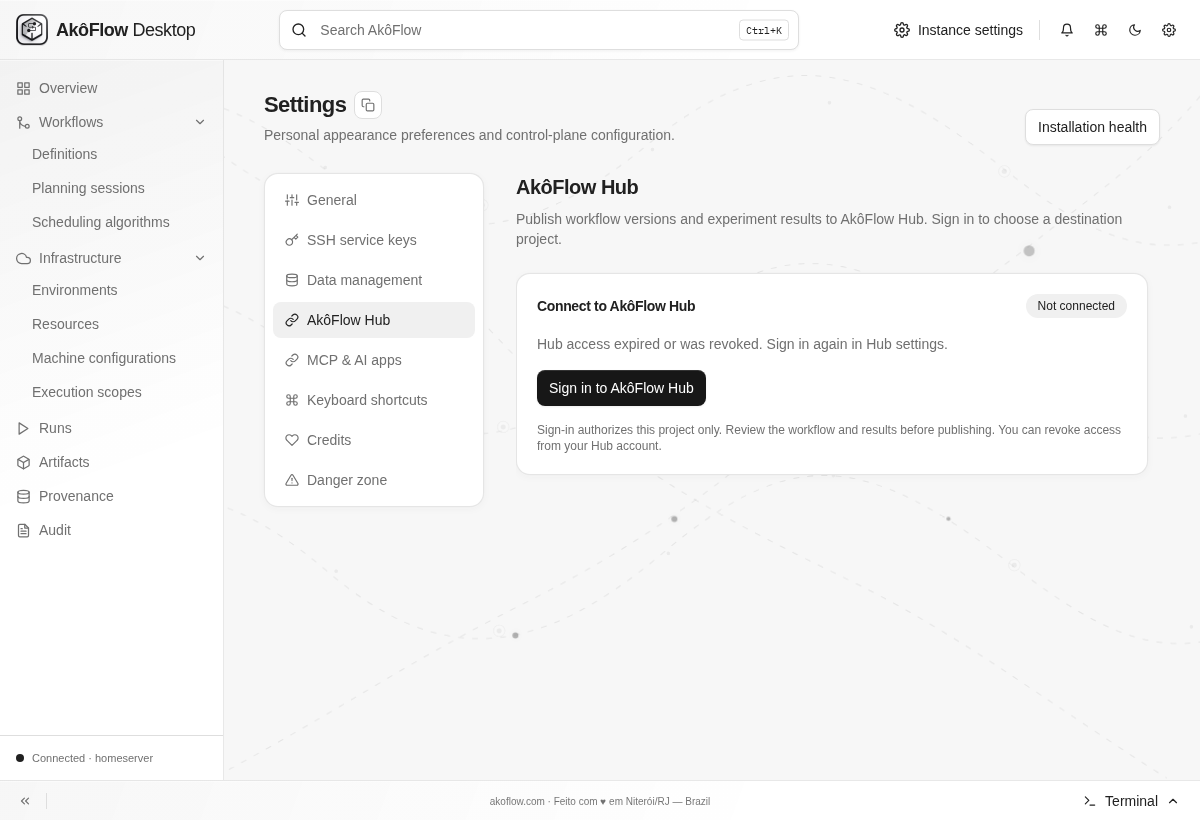 AkôFlow Desktop
Search AkôFlow
Ctrl+K
Instance settings
Overview
Workflows
Definitions
Planning sessions
Scheduling algorithms
Infrastructure
Environments
Resources
Machine configurations
Execution scopes
Runs
Artifacts
Provenance
Audit
Connected · homeserver
Settings
Personal appearance preferences and control-plane configuration.
Installation health
General
SSH service keys
Data management
AkôFlow Hub
MCP & AI apps
Keyboard shortcuts
Credits
Danger zone
AkôFlow Hub
Publish workflow versions and experiment results to AkôFlow Hub. Sign in to choose a destination
project.
Connect to AkôFlow Hub
Not connected
Hub access expired or was revoked. Sign in again in Hub settings.
Sign in to AkôFlow Hub
Sign-in authorizes this project only. Review the workflow and results before publishing. You can revoke access
from your Hub account.
akoflow.com · Feito com ♥ em Niterói/RJ — Brazil
Terminal